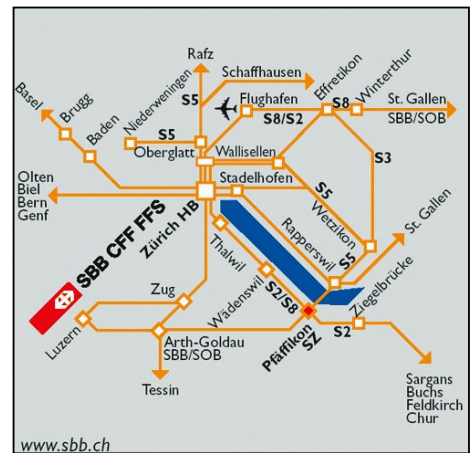 Rafz
Schaffhausen
Effretikon
Winterthur
Basel
Brugg
Baden
Niederweningen
S5
Flughafen
S8
St. Gallen
SBB/SOB
S5
S8/S2
Oberglatt
Wallisellen
S3
Olten
Biel
Bern
Genf
Stadelhofen
S5
Zürich HB
SBB CFF FFS
Wetzikon
Rapperswil
St. Gallen
Thalwil
S5
Zug
Wädenswil
S2/S8
Ziegelbrücke
Luzern
Arth-Goldau
SBB/SOB
Pfäffikon
SZ
S2
Tessin
Sargans
Buchs
Feldkirch
Chur
www.sbb.ch